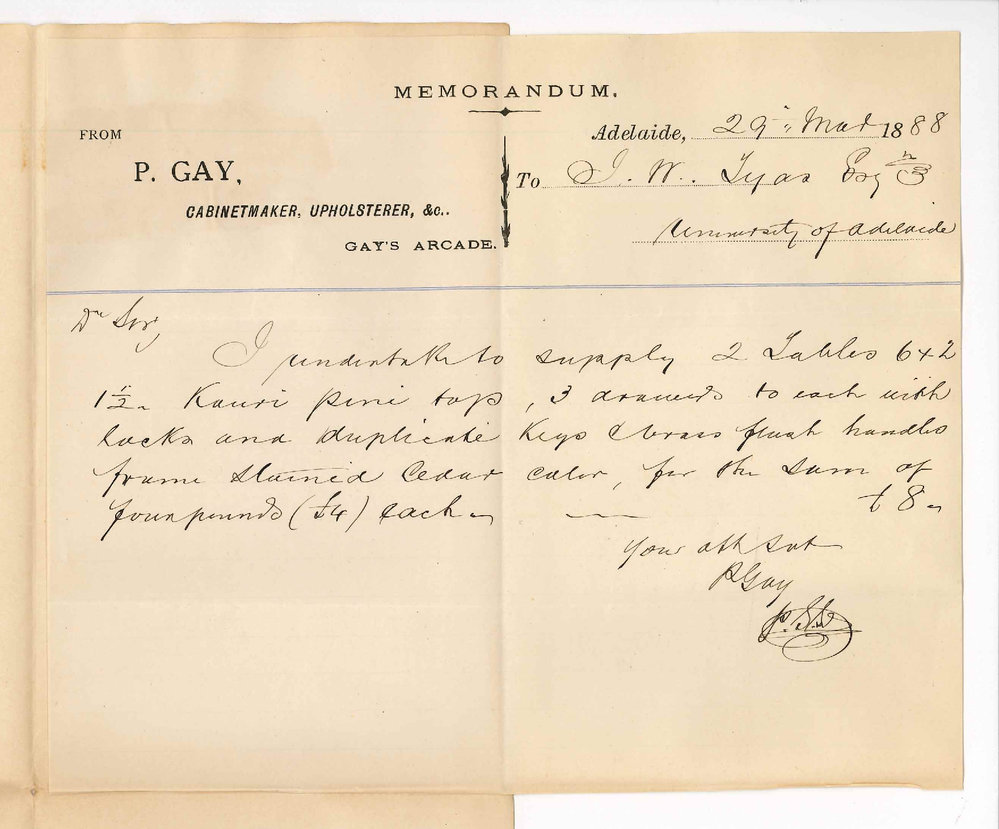 MEMORANDUM.
FROM
Adelaide, 29th Mar 1888
P. GAY,
To J. W. Tyas Esq
CABINETMAKER, UPHOLSTERER, &c..
University of Adelaide
GAY'S ARCADE.
Dr Sir,
I undertake to supply 2 Tables 6 x 2
1½ Kauri pine top, 3 drawers to each with
locks and duplicate Keys & brass flush handles
frame stained Cedar color, for the sum of
four pounds (£4) each £8
Your obt Svt
P Gay